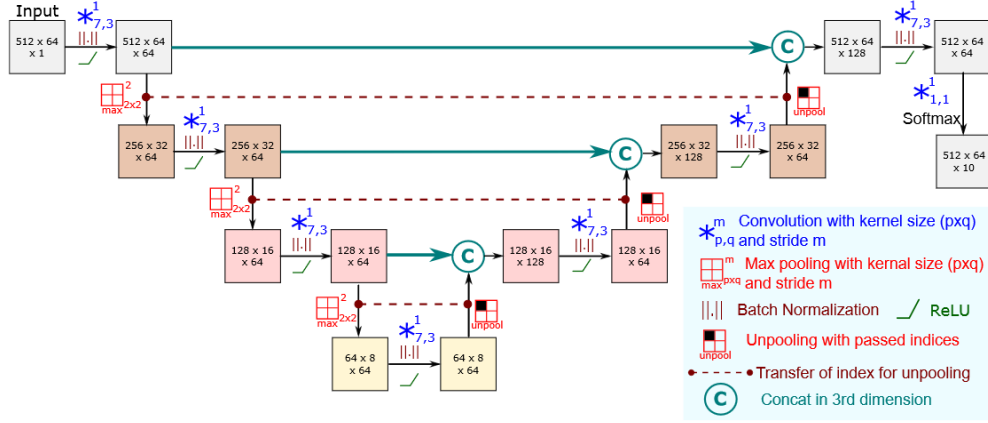 Input
*1 7,3
||.||
512 x 64
x 1
512 x 64
x 64
C
512 x 64
x 128
*1 7,3
||.||
512 x 64
x 64
max 2 2x2
unpool
*1 1,1
Softmax
256 x 32
x 64
*1 7,3
||.||
256 x 32
x 64
C
256 x 32
x 128
*1 7,3
||.||
256 x 32
x 64
512 x 64
x 10
max 2 2x2
unpool
128 x 16
x 64
*1 7,3
||.||
128 x 16
x 64
C
128 x 16
x 128
*1 7,3
||.||
128 x 16
x 64
max 2 2x2
unpool
64 x 8
x 64
*1 7,3
||.||
64 x 8
x 64
*m p,q Convolution with kernel size (pxq)
and stride m
max m pxq Max pooling with kernal size (pxq)
and stride m
||.|| Batch Normalization ReLU
unpool Unpooling with passed indices
Transfer of index for unpooling
C Concat in 3rd dimension